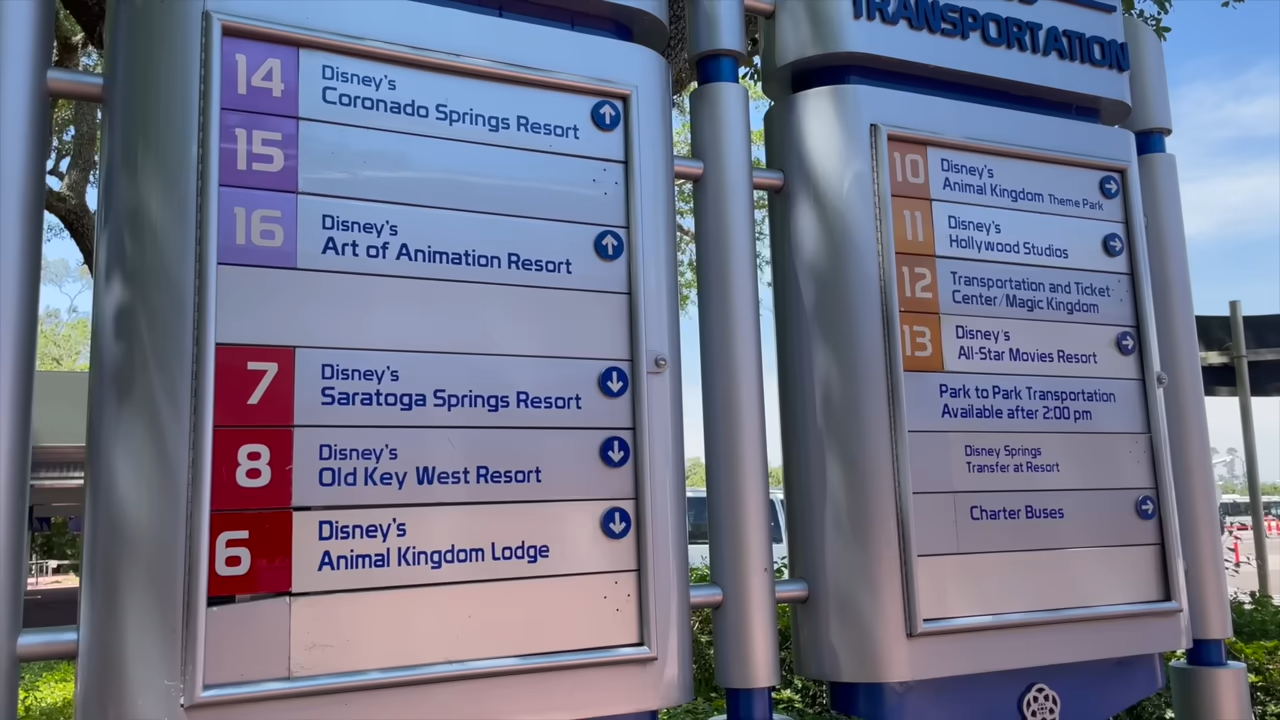 14
Disney's
Coronado Springs Resort
15
16
Disney's
Art of Animation Resort
7
Disney's
Saratoga Springs Resort
8
Disney's
Old Key West Resort
6
Disney's
Animal Kingdom Lodge
TRANSPORTATION
10
Disney's
Animal Kingdom Theme Park
11
Disney's
Hollywood Studios
12
Transportation and Ticket
Center/Magic Kingdom
13
Disney's
All-Star Movies Resort
Park to Park Transportation
Available after 2:00 pm
Disney Springs
Transfer at Resort
Charter Buses